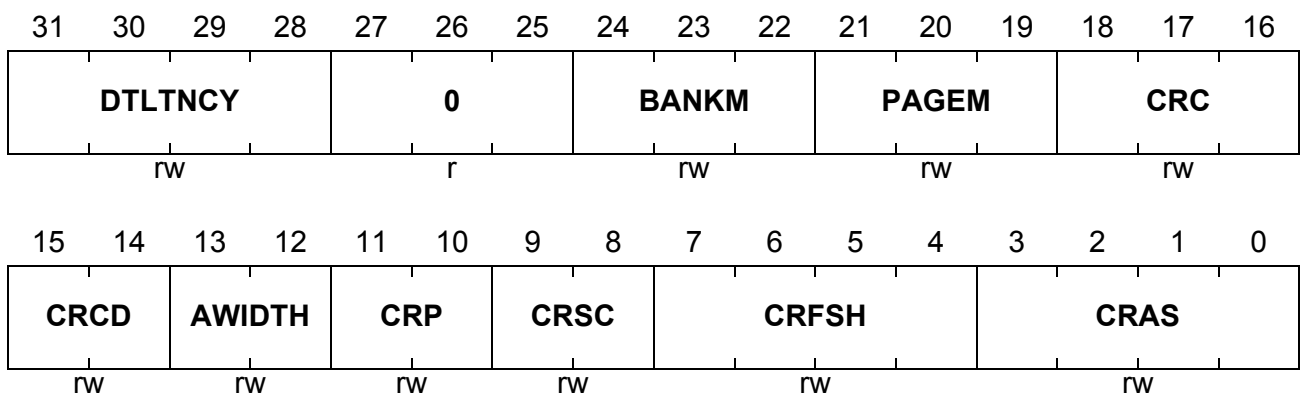 31 30 29 28 27 26 25 24 23 22 21 20 19 18 17 16
DTLTNCY 0 BANKM PAGEM CRC
rw r rw rw rw
15 14 13 12 11 10 9 8 7 6 5 4 3 2 1 0
CRCD AWIDTH CRP CRSC CRFSH CRAS
rw rw rw rw rw rw